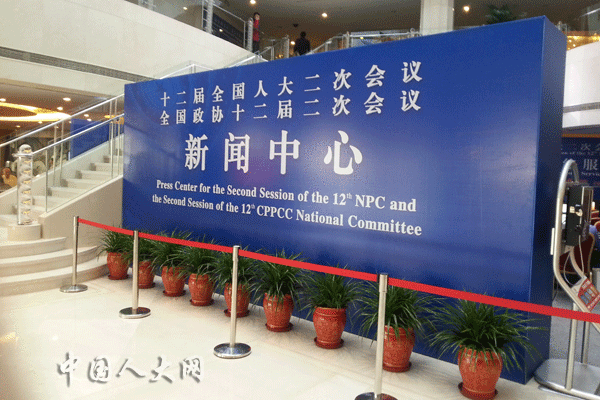 十二届全国人大二次会议
全国政协十二届二次会议
新闻中心
Press Center for the Second Session of the 12th NPC and
the Second Session of the 12th CPPCC National Committee
中国人大网